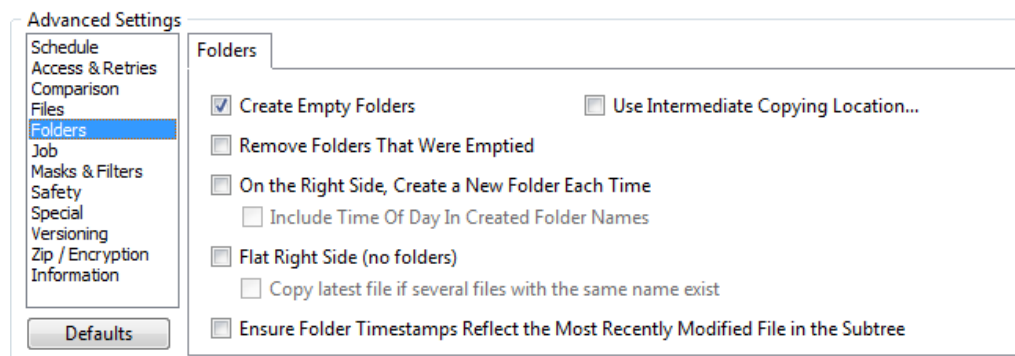 Advanced Settings
Schedule
Access & Retries
Comparison
Files
Folders
Job
Masks & Filters
Safety
Special
Versioning
Zip / Encryption
Information
Defaults
Folders
Create Empty Folders
Use Intermediate Copying Location...
Remove Folders That Were Emptied
On the Right Side, Create a New Folder Each Time
Include Time Of Day In Created Folder Names
Flat Right Side (no folders)
Copy latest file if several files with the same name exist
Ensure Folder Timestamps Reflect the Most Recently Modified File in the Subtree